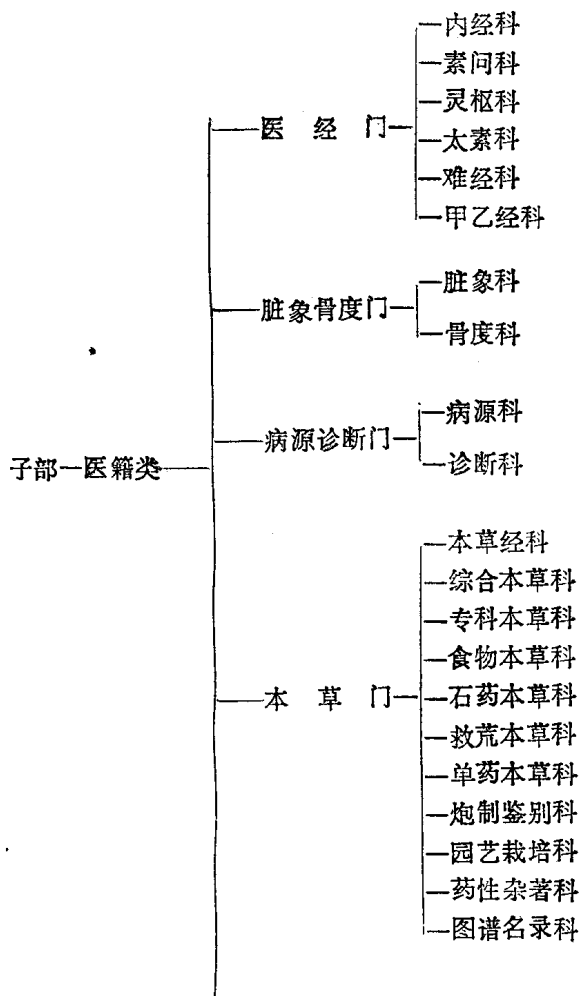 子部—医籍类
医经门
内经科
素问科
灵枢科
太素科
难经科
甲乙经科
脏象骨度门
脏象科
骨度科
病源诊断门
病源科
诊断科
本草门
本草经科
综合本草科
专科本草科
食物本草科
石药本草科
救荒本草科
单药本草科
炮制鉴别科
园艺栽培科
药性杂著科
图谱名录科